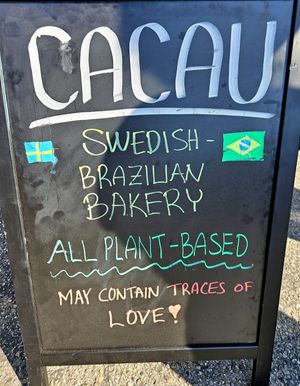 CACAU
SWEDISH -
BRAZILIAN
BAKERY
ALL PLANT-BASED
MAY CONTAIN TRACES OF
LOVE!